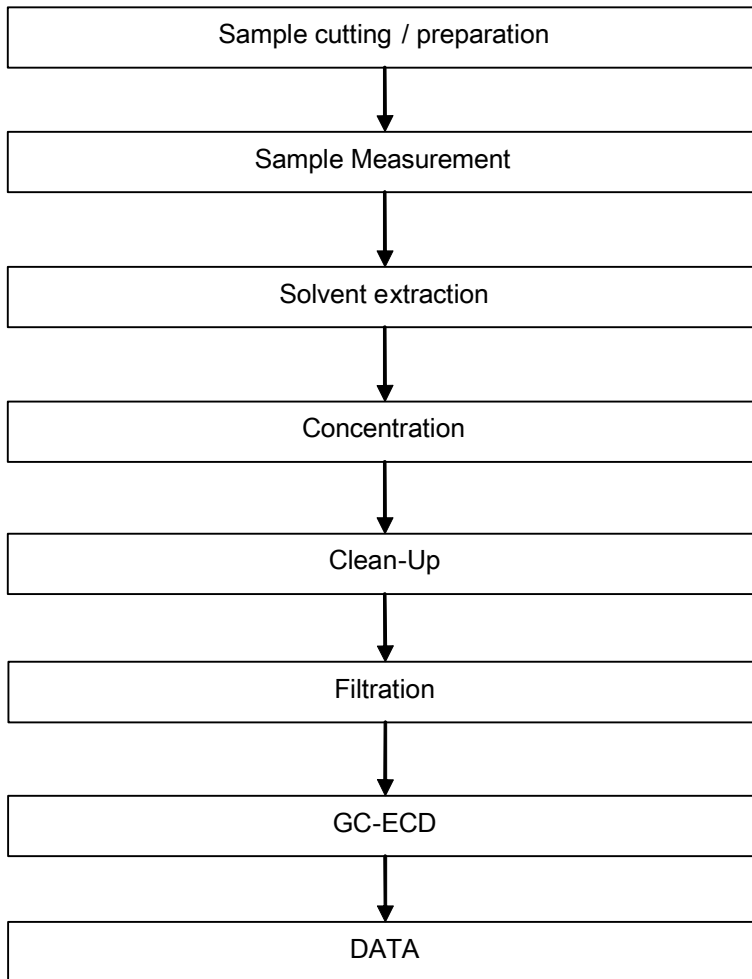 Sample cutting / preparation
Sample Measurement
Solvent extraction
Concentration
Clean-Up
Filtration
GC-ECD
DATA